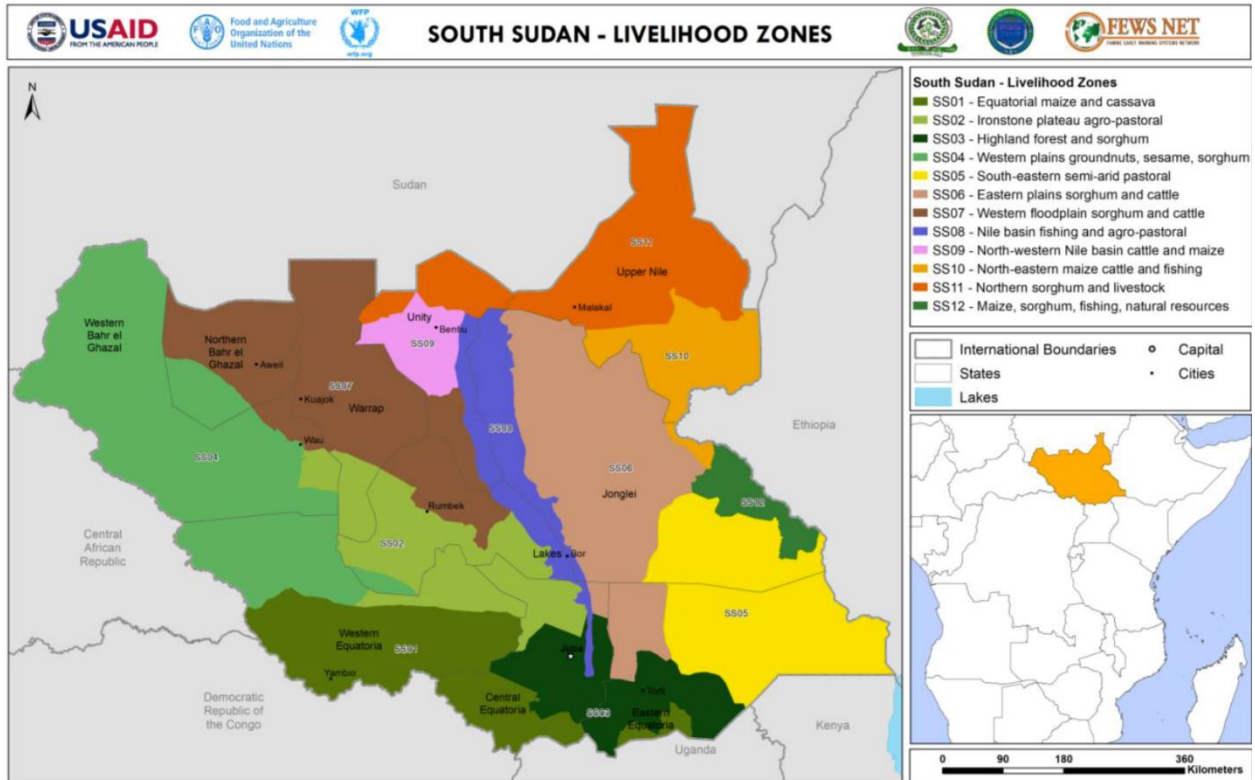 USAID
FROM THE AMERICAN PEOPLE
Food and Agriculture
Organization of the
United Nations
WFP
wfp.org
SOUTH SUDAN - LIVELIHOOD ZONES
FEWS NET
FAMINE EARLY WARNING SYSTEMS NETWORK
N
Sudan
SS11
Upper Nile
Malakal
Western
Bahr el
Ghazal
Northern
Bahr el
Ghazal
Aweil
Unity
Bentiu
SS09
SS10
SS07
Kuajok
Warrap
Wau
SS08
Ethiopia
SS04
SS06
Jonglei
Rumbek
SS12
Central
African
Republic
SS02
Lakes
Bor
SS05
Western
Equatoria
SS01
Juba
Yambio
Central
Equatoria
Torit
SS03
Eastern
Equatoria
Democratic
Republic of
the Congo
Uganda
Kenya
South Sudan - Livelihood Zones
SS01 - Equatorial maize and cassava
SS02 - Ironstone plateau agro-pastoral
SS03 - Highland forest and sorghum
SS04 - Western plains groundnuts, sesame, sorghum
SS05 - South-eastern semi-arid pastoral
SS06 - Eastern plains sorghum and cattle
SS07 - Western floodplain sorghum and cattle
SS08 - Nile basin fishing and agro-pastoral
SS09 - North-western Nile basin cattle and maize
SS10 - North-eastern maize cattle and fishing
SS11 - Northern sorghum and livestock
SS12 - Maize, sorghum, fishing, natural resources
International Boundaries
Capital
States
Cities
Lakes
0 90 180 360
Kilometers